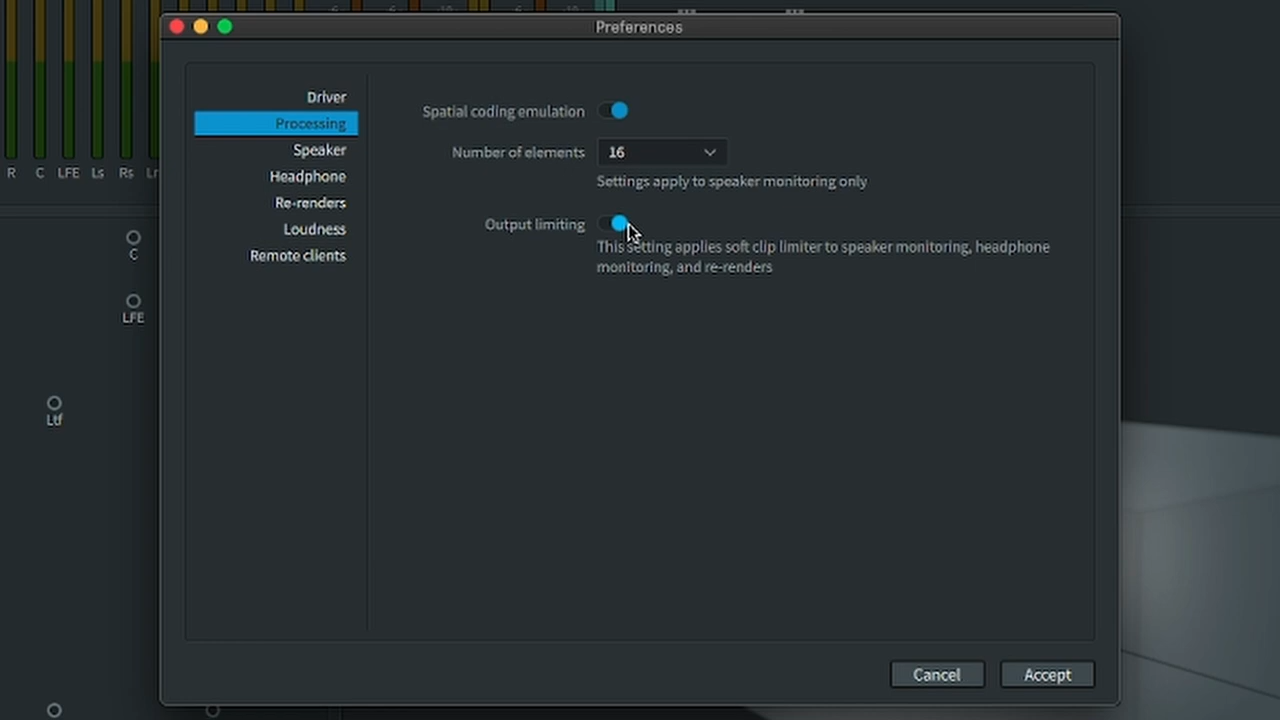 Preferences
Driver
Processing
Speaker
Headphone
Re-renders
Loudness
Remote clients
Spatial coding emulation
Number of elements 16
Settings apply to speaker monitoring only
Output limiting
This setting applies soft clip limiter to speaker monitoring, headphone
monitoring, and re-renders
Cancel Accept
R C LFE Ls Rs
C
LFE
Ltf